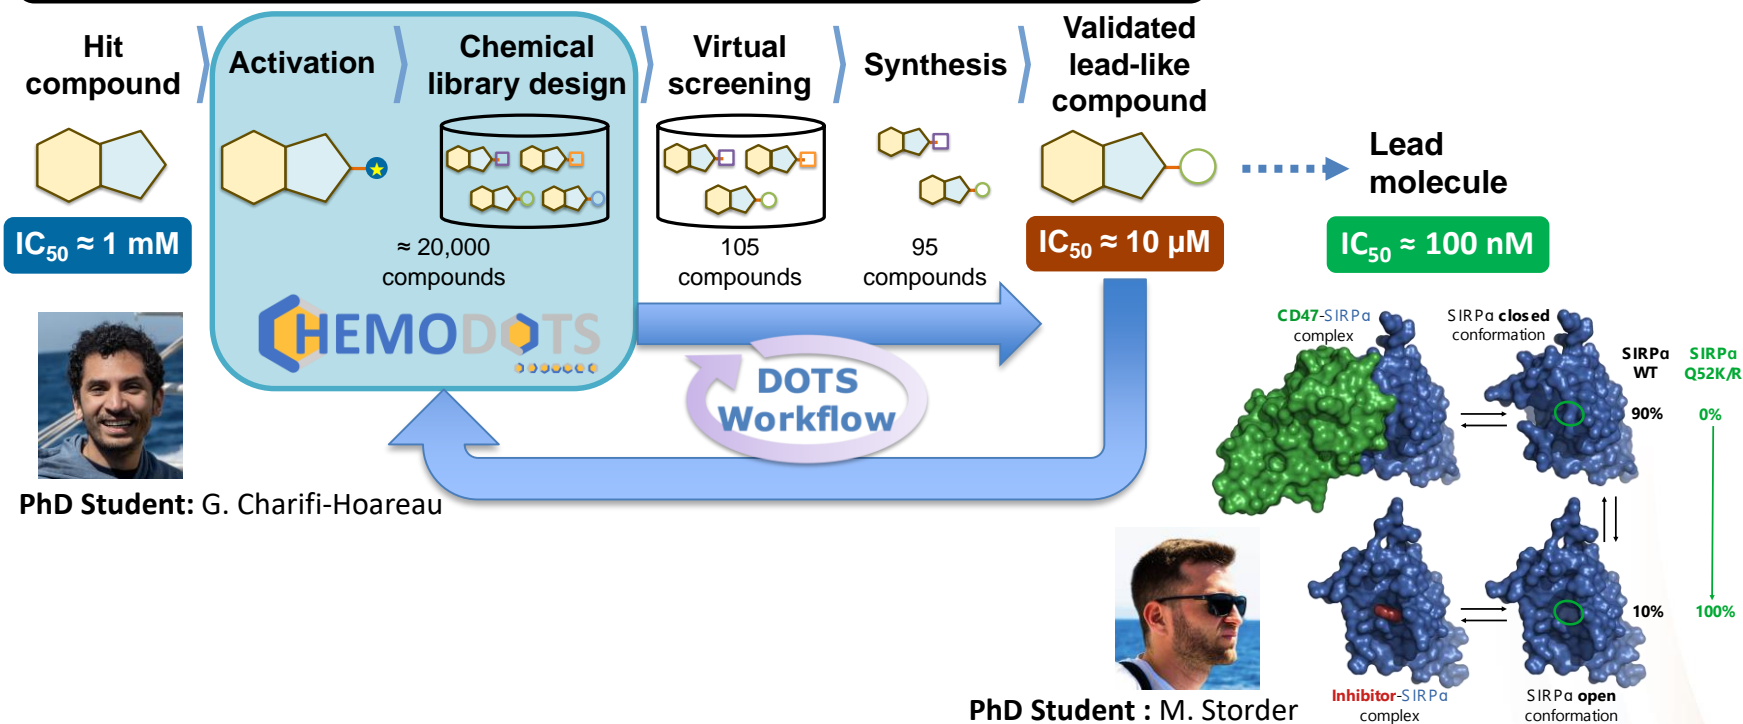 Hit
compound
Activation
Chemical
library design
Virtual
screening
Synthesis
Validated
lead-like
compound
Lead
molecule
IC50 ≈ 1 mM
≈ 20,000
compounds
105
compounds
95
compounds
IC50 ≈ 10 µM
IC50 ≈ 100 nM
CHEMODOTS
DOTS
Workflow
PhD Student: G. Charifi-Hoareau
CD47-SIRPα
complex
SIRPα closed
conformation
SIRPα
WT
SIRPα
Q52K/R
90%
0%
10%
100%
Inhibitor-SIRPα
complex
SIRPα open
conformation
PhD Student : M. Storder